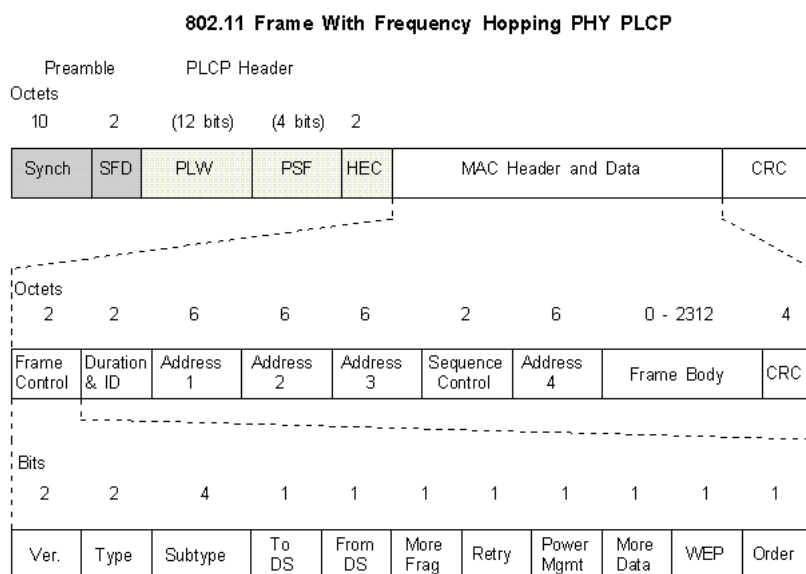 802.11 Frame With Frequency Hopping PHY PLCP
Preamble PLCP Header
Octets
10 2 (12 bits) (4 bits) 2
Synch SFD PLW PSF HEC MAC Header and Data CRC
Octets
2 2 6 6 6 2 6 0 - 2312 4
Frame Control Duration & ID Address 1 Address 2 Address 3 Sequence Control Address 4 Frame Body CRC
Bits
2 2 4 1 1 1 1 1 1 1 1
Ver. Type Subtype To DS From DS More Frag Retry Power Mgmt More Data WEP Order